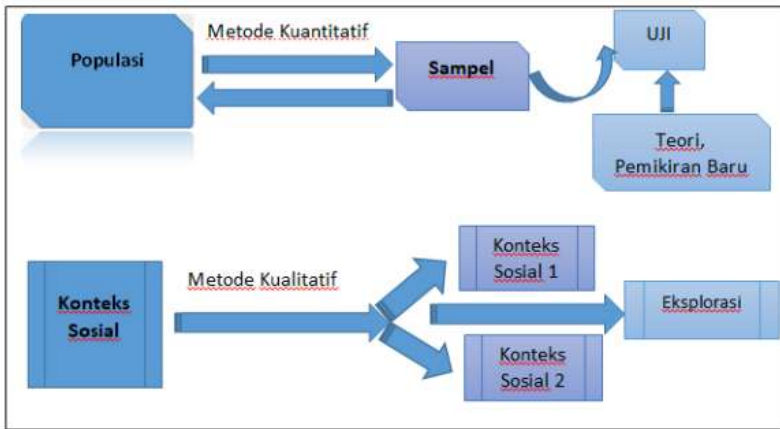 Metode Kuantitatif
Populasi
Sampel
UJI
Teori,
Pemikiran Baru
Konteks
Sosial
Metode Kualitatif
Konteks
Sosial 1
Konteks
Sosial 2
Eksplorasi